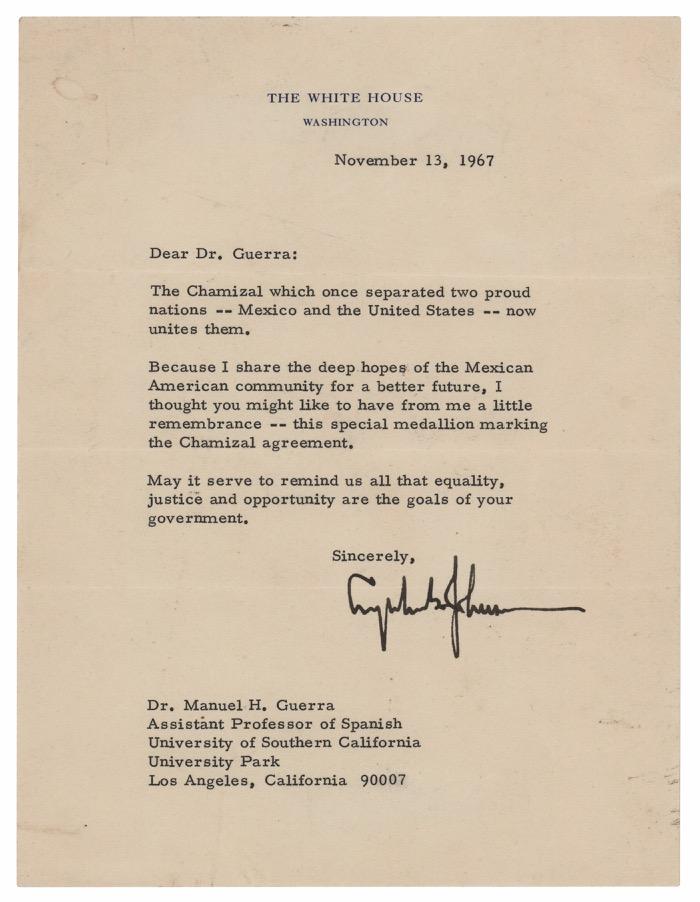 THE WHITE HOUSE
WASHINGTON
November 13, 1967
Dear Dr. Guerra:
The Chamizal which once separated two proud
nations -- Mexico and the United States -- now
unites them.
Because I share the deep hopes of the Mexican
American community for a better future, I
thought you might like to have from me a little
remembrance -- this special medallion marking
the Chamizal agreement.
May it serve to remind us all that equality,
justice and opportunity are the goals of your
government.
Sincerely,
Lyndon B. Johnson
Dr. Manuel H. Guerra
Assistant Professor of Spanish
University of Southern California
University Park
Los Angeles, California 90007